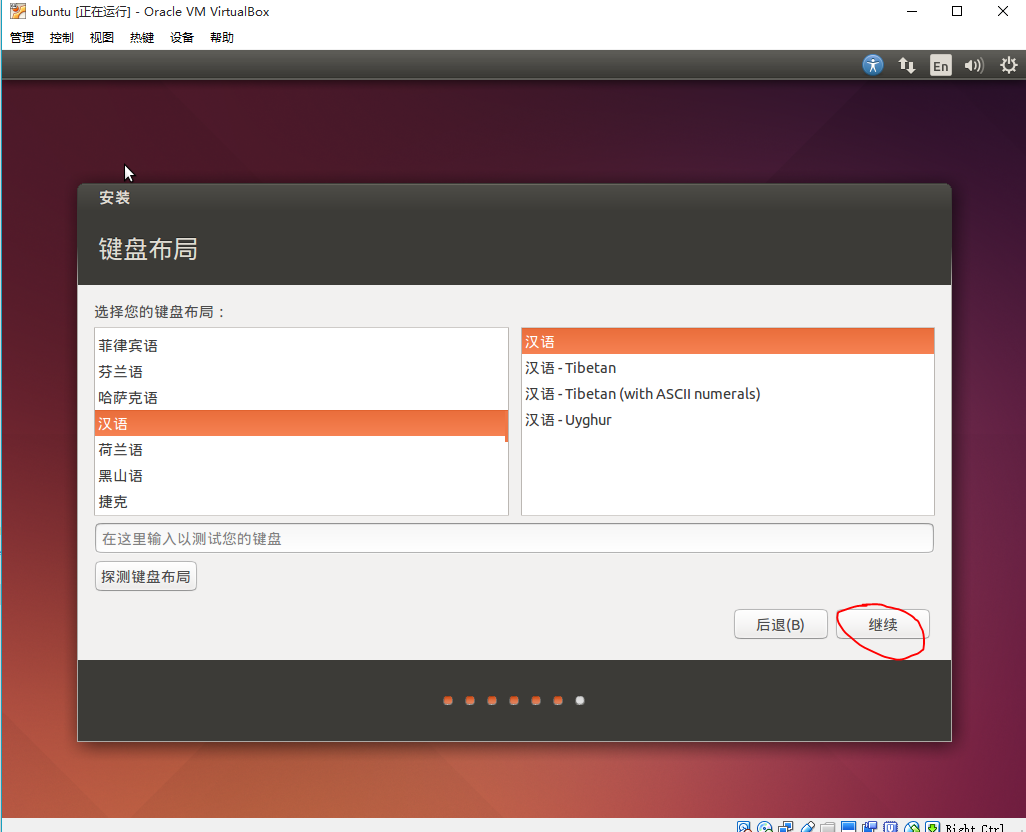 ubuntu [正在运行] - Oracle VM VirtualBox
管理 控制 视图 热键 设备 帮助
En
安装
键盘布局
选择您的键盘布局：
菲律宾语
芬兰语
哈萨克语
汉语
荷兰语
黑山语
捷克
汉语
汉语 - Tibetan
汉语 - Tibetan (with ASCII numerals)
汉语 - Uyghur
在这里输入以测试您的键盘
探测键盘布局
后退(B) 继续
Right Ctrl